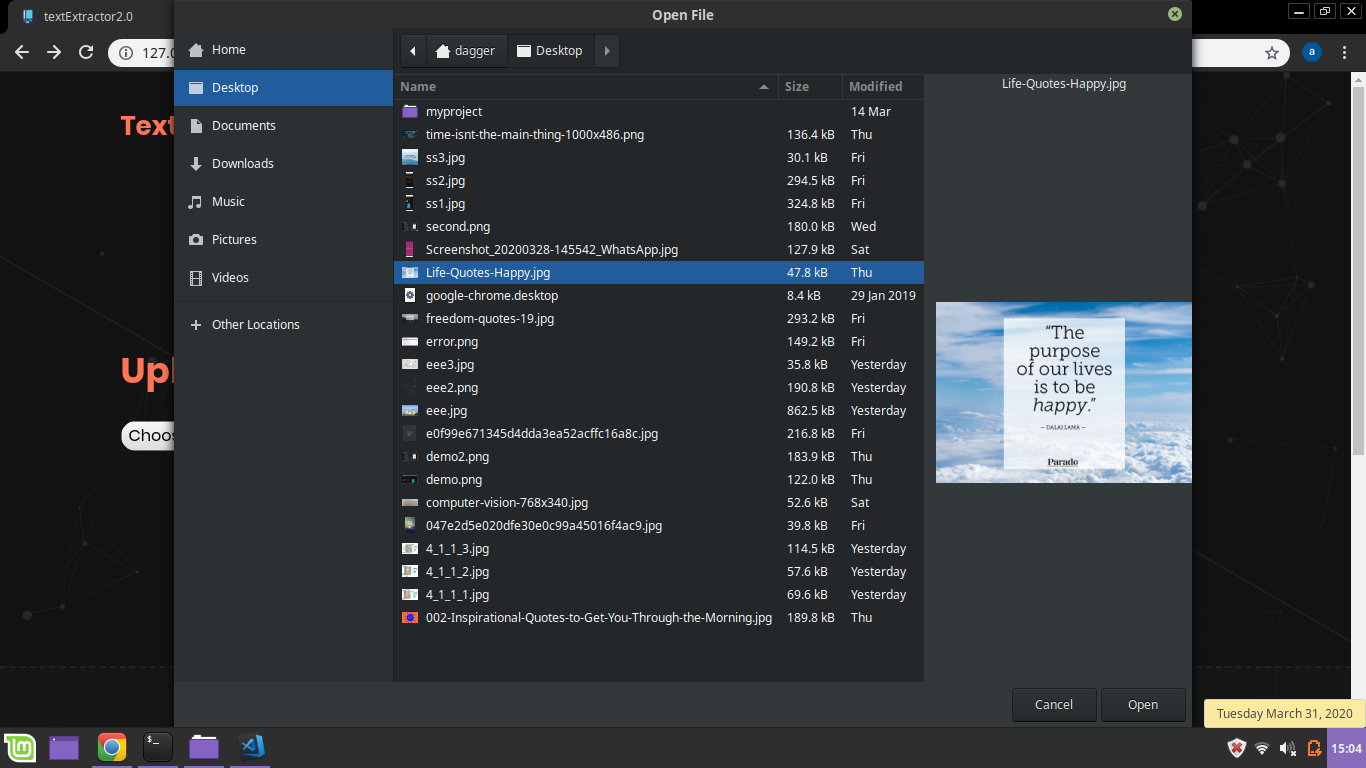 textExtractor2.0
Open File
127.0
a
Text
Upl
Choos
Home
Desktop
Documents
Downloads
Music
Pictures
Videos
Other Locations
dagger Desktop
Name Size Modified
myproject 14 Mar
time-isnt-the-main-thing-1000x486.png 136.4 kB Thu
ss3.jpg 30.1 kB Fri
ss2.jpg 294.5 kB Fri
ss1.jpg 324.8 kB Fri
second.png 180.0 kB Wed
Screenshot_20200328-145542_WhatsApp.jpg 127.9 kB Sat
Life-Quotes-Happy.jpg 47.8 kB Thu
google-chrome.desktop 8.4 kB 29 Jan 2019
freedom-quotes-19.jpg 293.2 kB Fri
error.png 149.2 kB Fri
eee3.jpg 35.8 kB Yesterday
eee2.png 190.8 kB Yesterday
eee.jpg 862.5 kB Yesterday
e0f99e671345d4dda3ea52acffc16a8c.jpg 216.8 kB Fri
demo2.png 183.9 kB Thu
demo.png 122.0 kB Thu
computer-vision-768x340.jpg 52.6 kB Sat
047e2d5e020dfe30e0c99a45016f4ac9.jpg 39.8 kB Fri
4_1_1_3.jpg 114.5 kB Yesterday
4_1_1_2.jpg 57.6 kB Yesterday
4_1_1_1.jpg 69.6 kB Yesterday
002-Inspirational-Quotes-to-Get-You-Through-the-Morning.jpg 189.8 kB Thu
Life-Quotes-Happy.jpg
“The
purpose
of our lives
is to be
happy.”
— DALAI LAMA —
Parade
Cancel Open
Tuesday March 31, 2020
$_
15:04